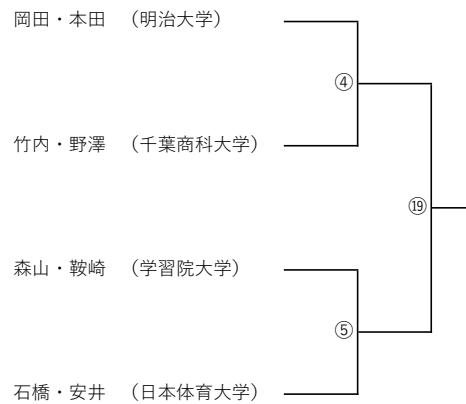 岡田・本田 （明治大学）
④
竹内・野澤 （千葉商科大学）
⑲
森山・鞍崎 （学習院大学）
⑤
石橋・安井 （日本体育大学）